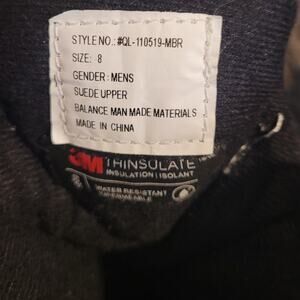 STYLE NO.:#QL-110519-MBR
SIZE: 8
GENDER: MENS
SUEDE UPPER
BALANCE MAN MADE MATERIALS
MADE IN CHINA
3M THINSULATE
INSULATION | ISOLANT
WATER RESISTANT
IMPERMEABLE